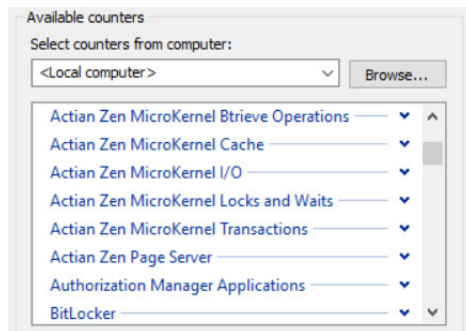 Available counters
Select counters from computer:
<Local computer>
Browse...
Actian Zen MicroKernel Btrieve Operations
Actian Zen MicroKernel Cache
Actian Zen MicroKernel I/O
Actian Zen MicroKernel Locks and Waits
Actian Zen MicroKernel Transactions
Actian Zen Page Server
Authorization Manager Applications
BitLocker